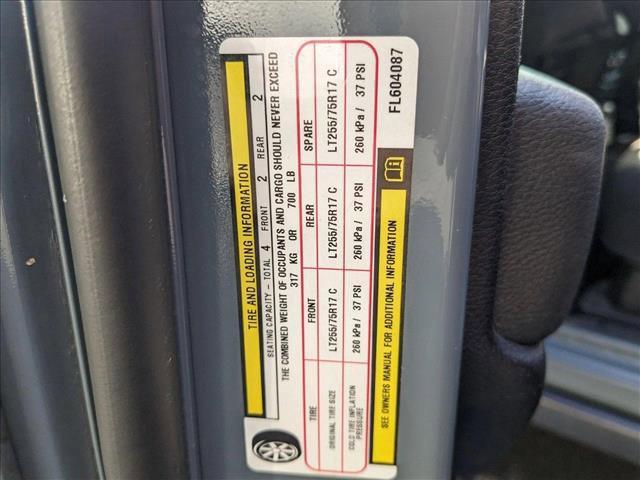 TIRE AND LOADING INFORMATION
SEATING CAPACITY - TOTAL 4 FRONT 2 REAR 2
THE COMBINED WEIGHT OF OCCUPANTS AND CARGO SHOULD NEVER EXCEED
317 KG OR 700 LB
TIRE FRONT REAR SPARE
ORIGINAL TIRE SIZE LT255/75R17 C LT255/75R17 C LT255/75R17 C
COLD TIRE INFLATION PRESSURE 260 kPa / 37 PSI 260 kPa / 37 PSI 260 kPa / 37 PSI
SEE OWNERS MANUAL FOR ADDITIONAL INFORMATION
FL604087